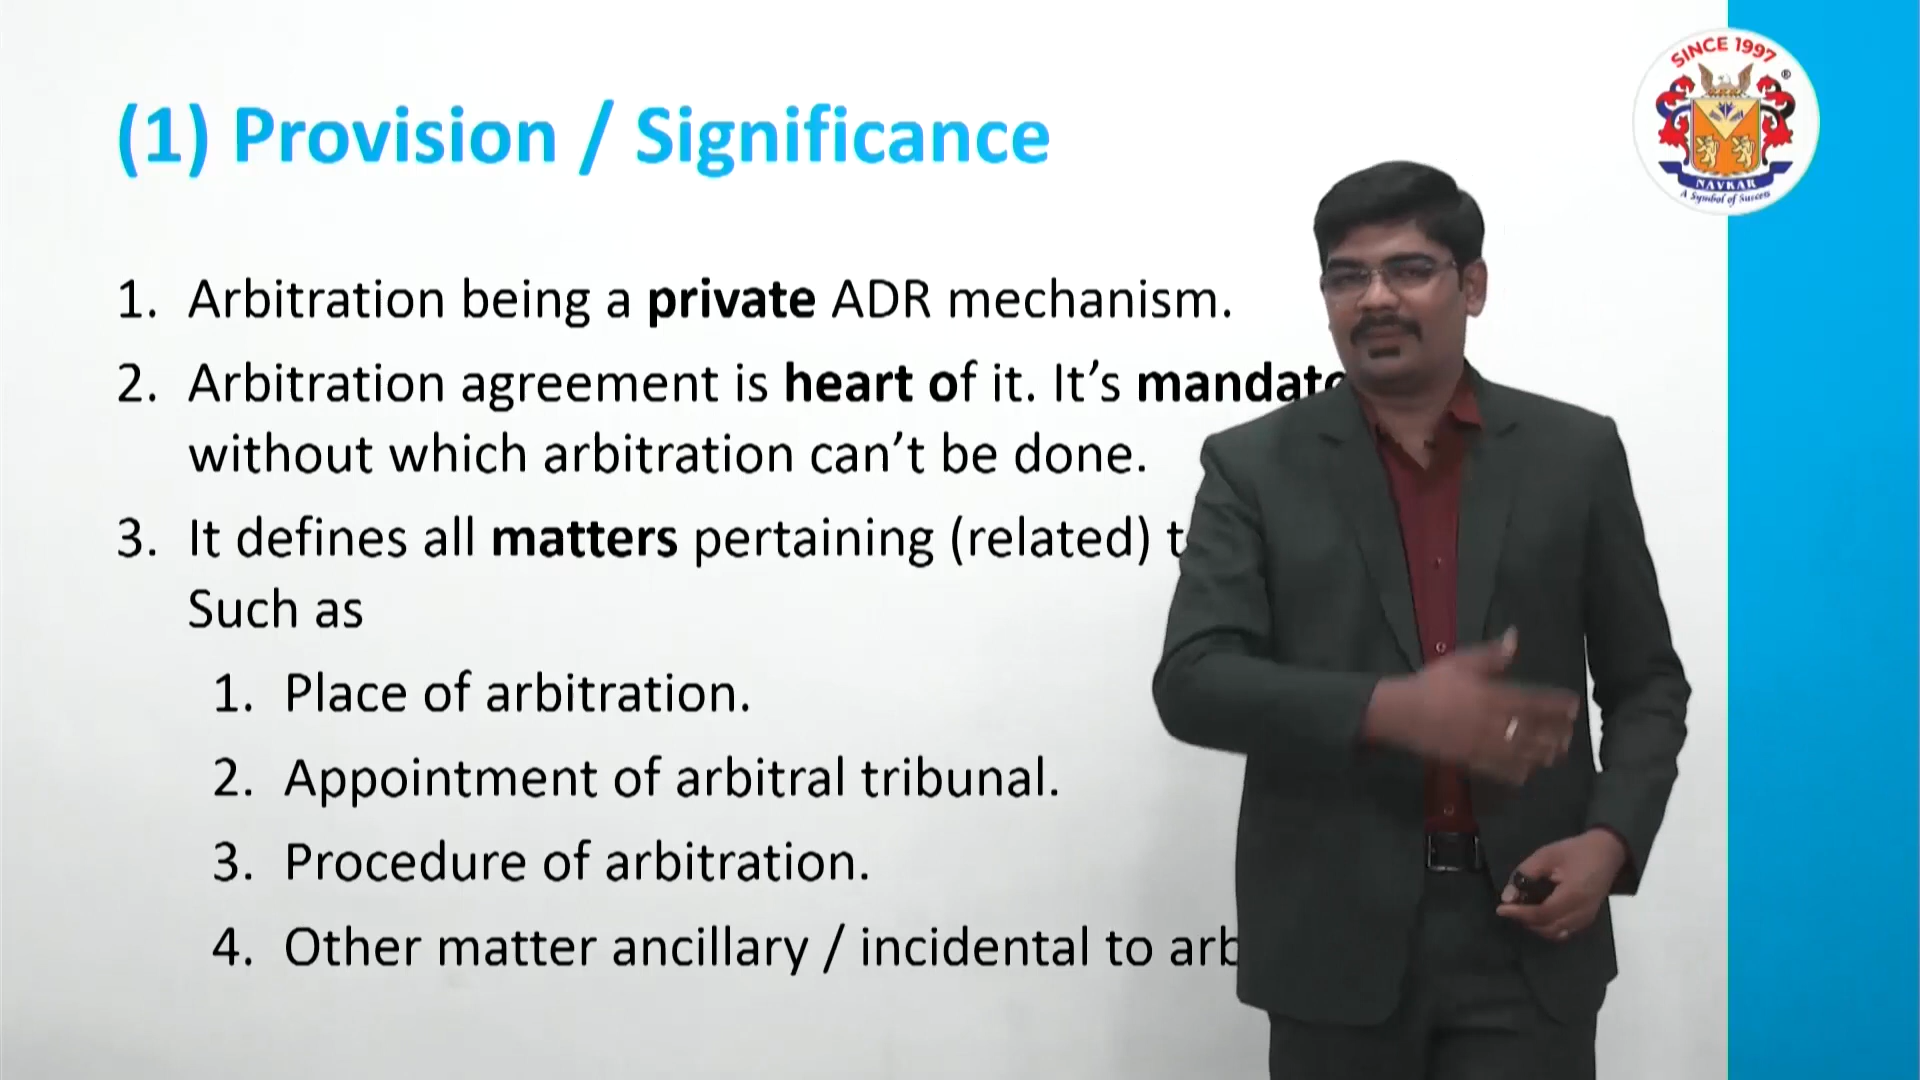 SINCE 1997
®
NAVKAR
A Symbol of Success
(1) Provision / Significance
1. Arbitration being a private ADR mechanism.
2. Arbitration agreement is heart of it. It’s
without which arbitration can’t be done.
3. It defines all matters pertaining (related)
Such as
1. Place of arbitration.
2. Appointment of arbitral tribunal.
3. Procedure of arbitration.
4. Other matter ancillary / incidental to